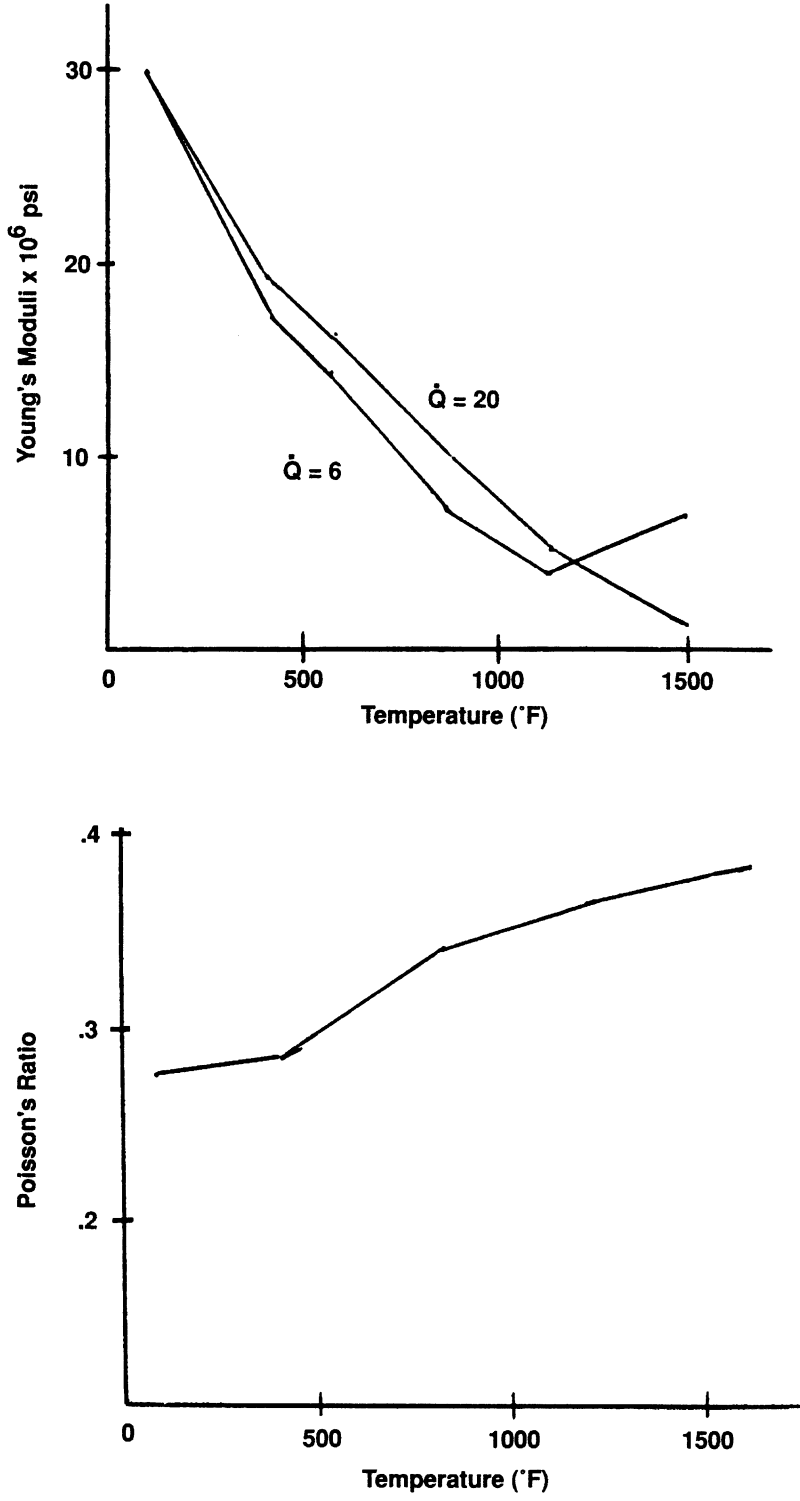 30
20
10
Young's Moduli x 10⁶ psi
Q̇ = 20
Q̇ = 6
0 500 1000 1500
Temperature (°F)
.4
.3
.2
Poisson's Ratio
0 500 1000 1500
Temperature (°F)